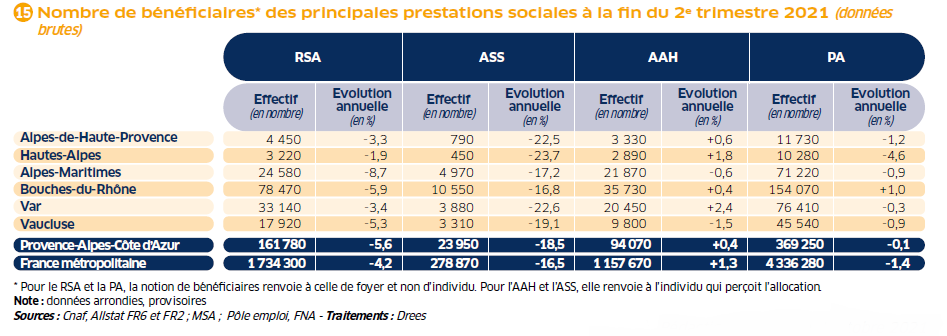 15 Nombre de bénéficiaires* des principales prestations sociales à la fin du 2e trimestre 2021 (données
brutes)
RSA ASS AAH PA
Effectif (en nombre) Evolution annuelle (en %) Effectif (en nombre) Evolution annuelle (en %) Effectif (en nombre) Evolution annuelle (en %) Effectif (en nombre) Evolution annuelle (en %)
Alpes-de-Haute-Provence 4 450 -3,3 790 -22,5 3 330 +0,6 11 730 -1,2
Hautes-Alpes 3 220 -1,9 450 -23,7 2 890 +1,8 10 280 -4,6
Alpes-Maritimes 24 580 -8,7 4 970 -17,2 21 870 -0,6 71 220 -0,9
Bouches-du-Rhône 78 470 -5,9 10 550 -16,8 35 730 +0,4 154 070 +1,0
Var 33 140 -3,4 3 880 -22,6 20 450 +2,4 76 410 -0,3
Vaucluse 17 920 -5,3 3 310 -19,1 9 800 -1,5 45 540 -0,9
Provence-Alpes-Côte d'Azur 161 780 -5,6 23 950 -18,5 94 070 +0,4 369 250 -0,1
France métropolitaine 1 734 300 -4,2 278 870 -16,5 1 157 670 +1,3 4 336 280 -1,4
* Pour le RSA et la PA, la notion de bénéficiaires renvoie à celle de foyer et non d'individu. Pour l'AAH et l'ASS, elle renvoie à l'individu qui perçoit l'allocation.
Note : données arrondies, provisoires
Sources : Cnaf, Allstat FR6 et FR2 ; MSA ; Pôle emploi, FNA - Traitements : Drees